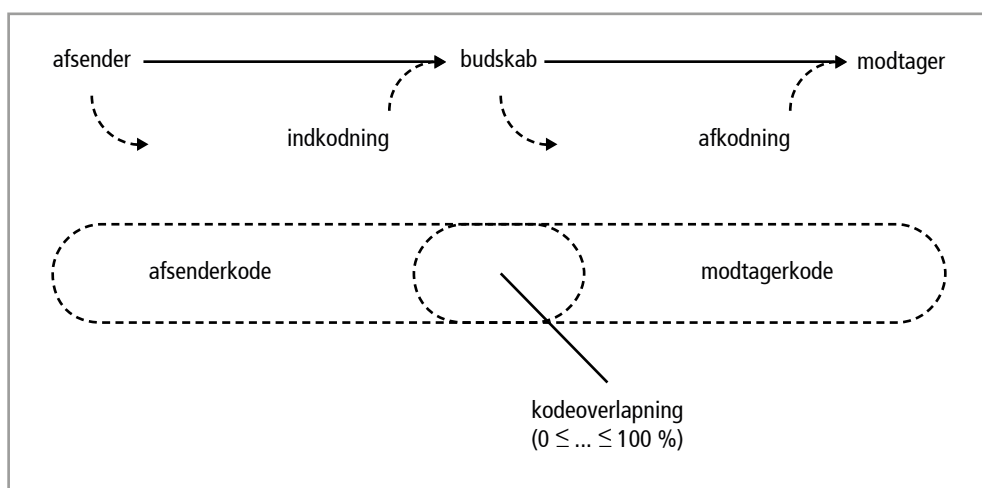 afsender
budskab
modtager
indkodning
afkodning
afsenderkode
modtagerkode
kodeoverlapning
(0 ≤ ... ≤ 100 %)